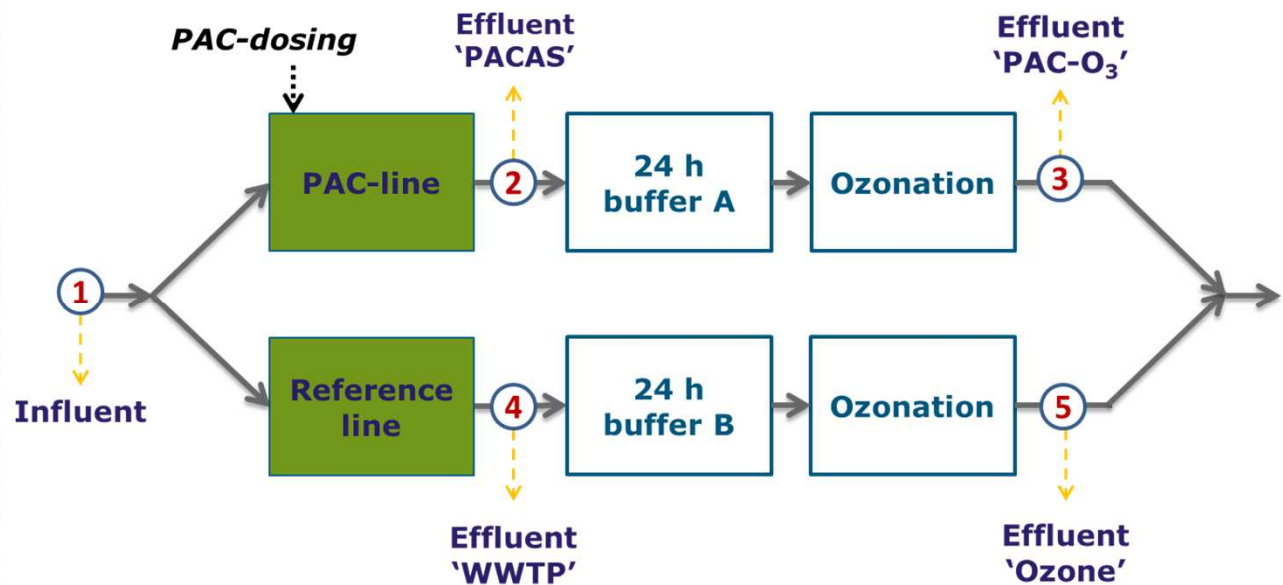 PAC-dosing
Effluent
‘PACAS’
Effluent
‘PAC-O₃’
PAC-line
2
24 h
buffer A
Ozonation
3
1
Influent
Reference
line
4
24 h
buffer B
Ozonation
5
Effluent
‘WWTP’
Effluent
‘Ozone’